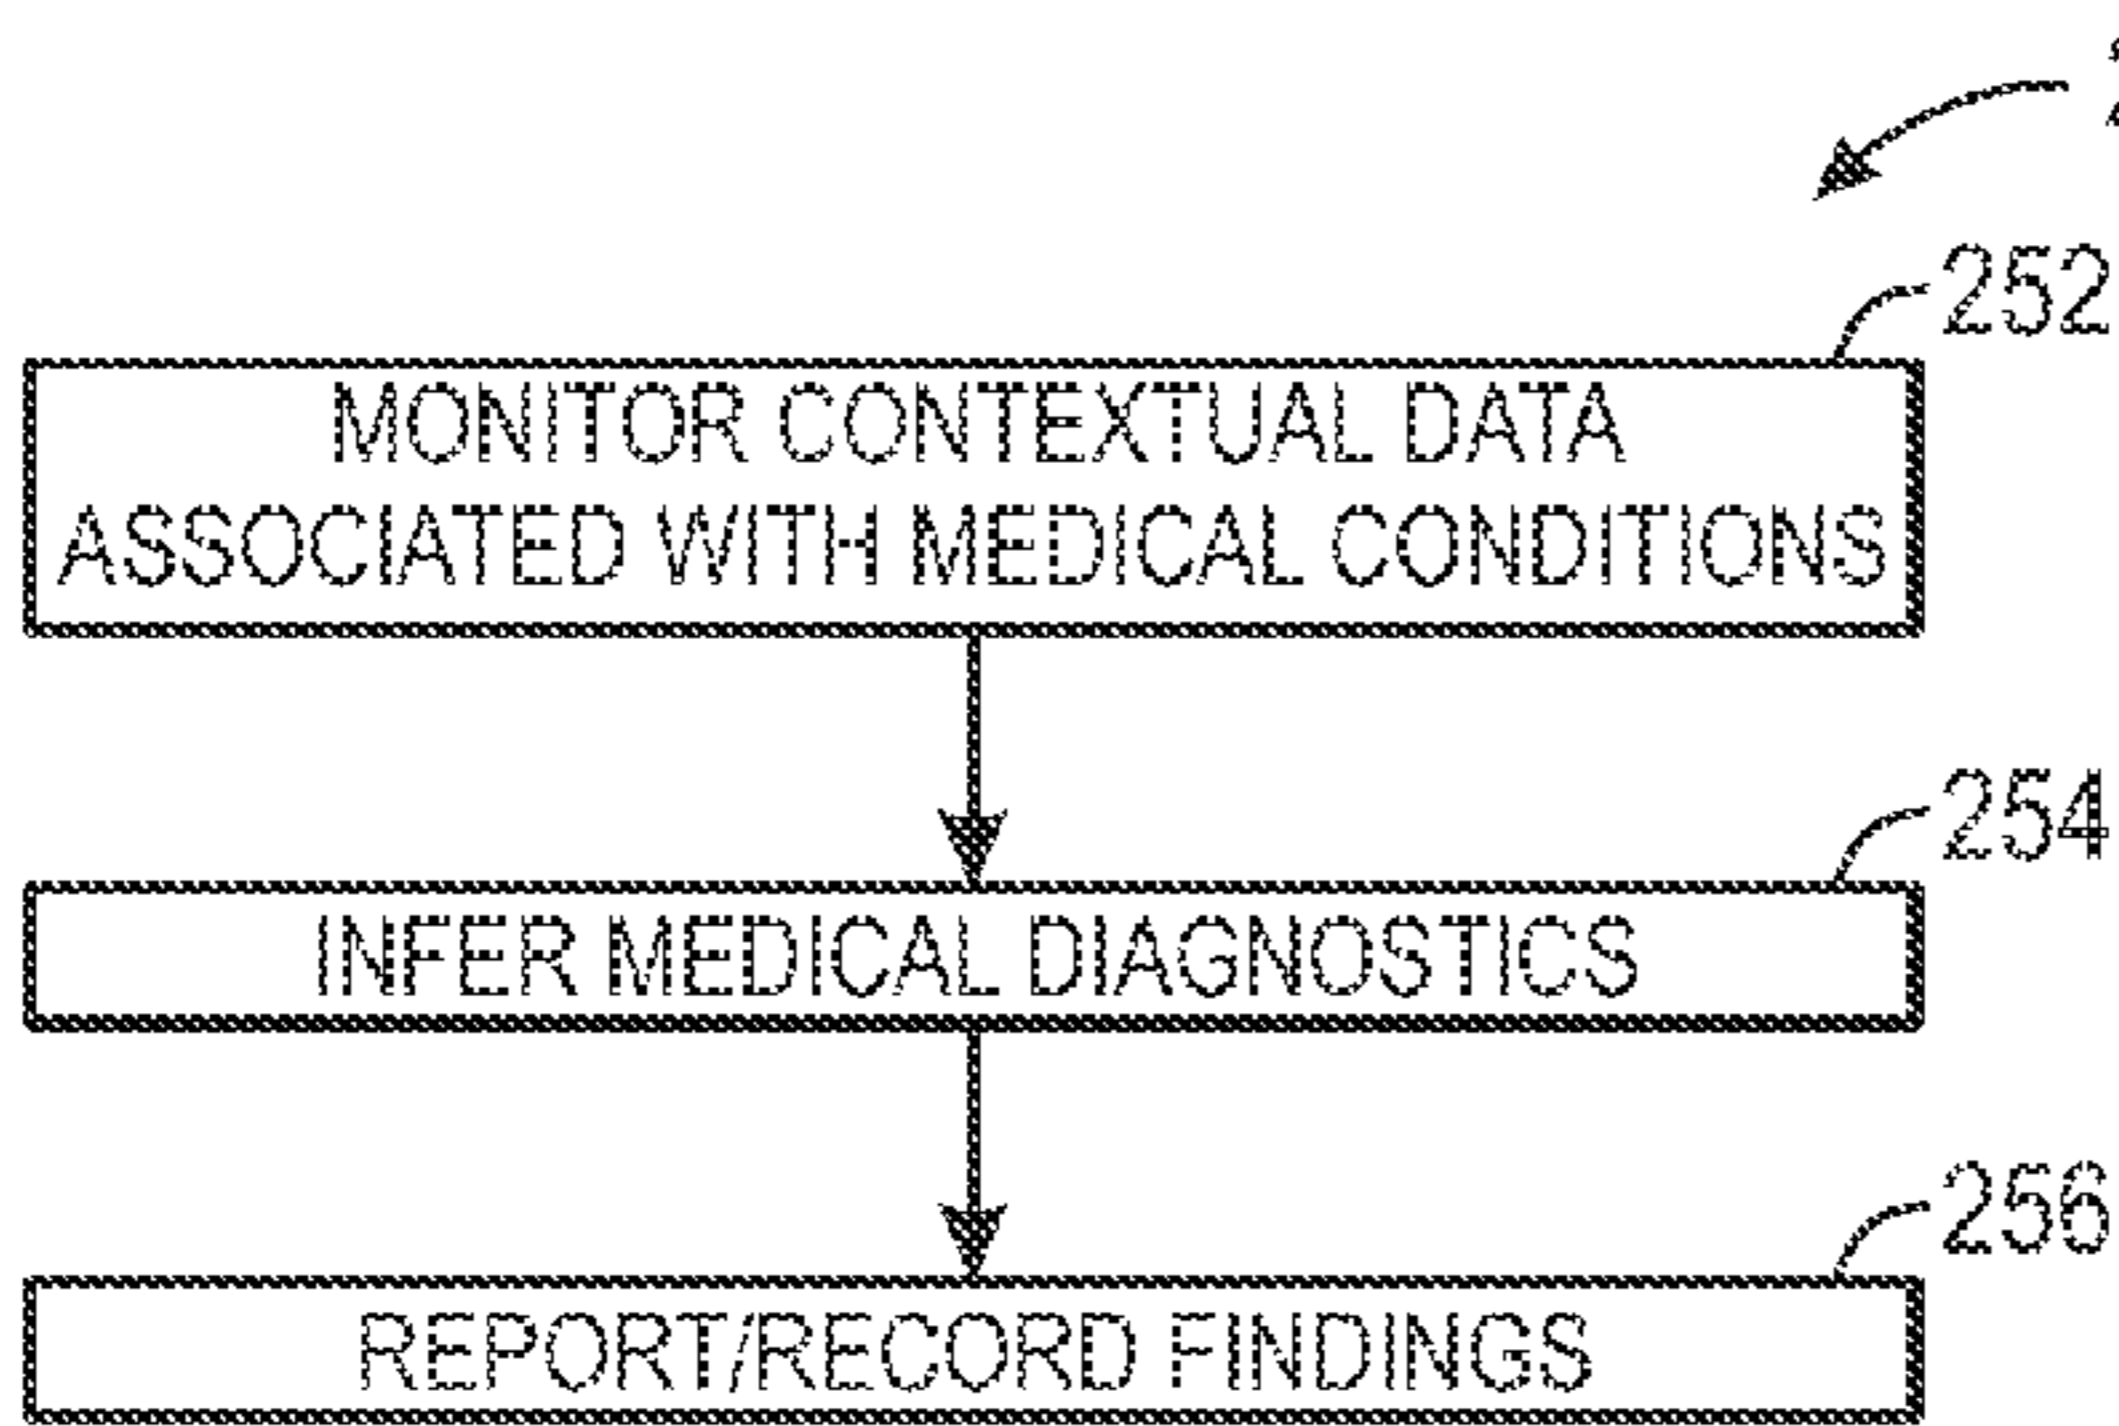 252
MONITOR CONTEXTUAL DATA
ASSOCIATED WITH MEDICAL CONDITIONS
254
INFER MEDICAL DIAGNOSTICS
256
REPORT/RECORD FINDINGS